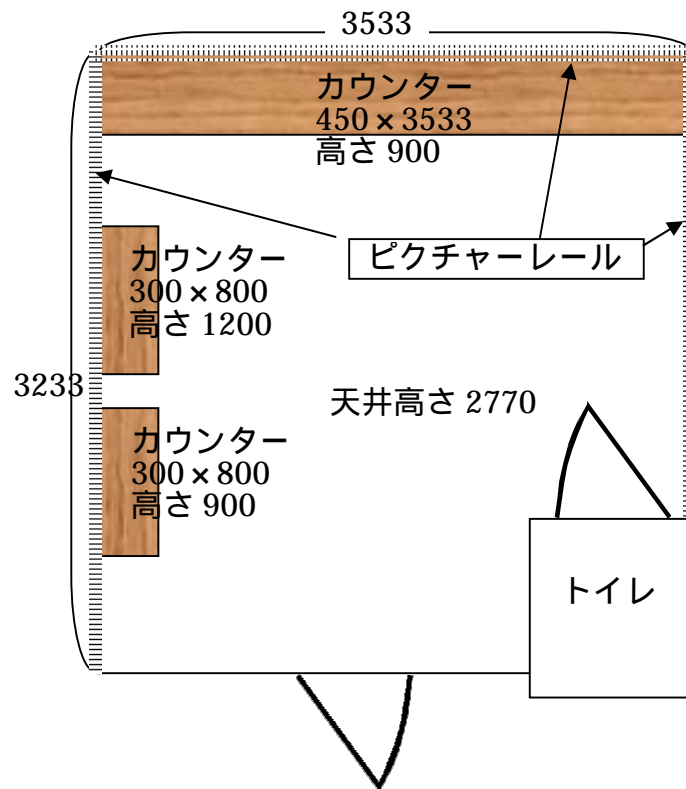 3533
カウンター
450×3533
高さ 900
ピクチャーレール
カウンター
300×800
高さ 1200
3233
天井高さ 2770
カウンター
300×800
高さ 900
トイレ